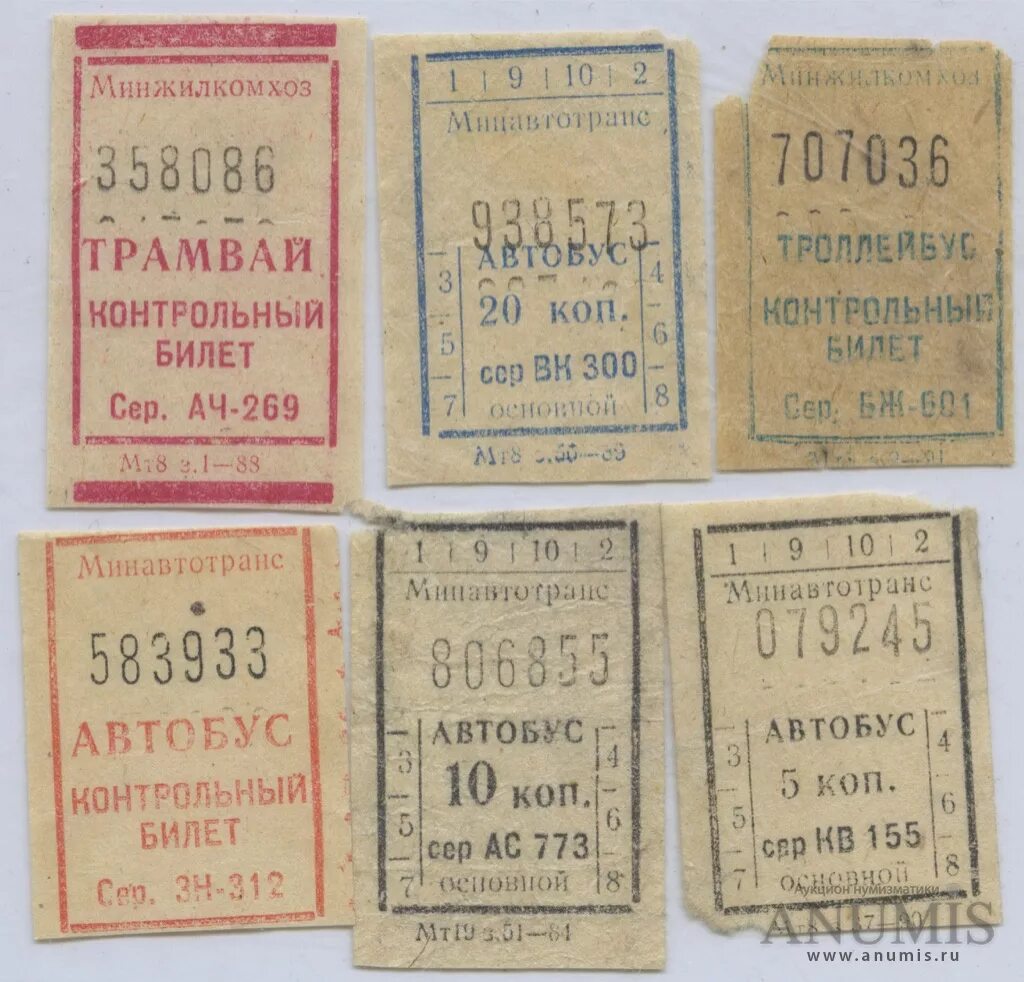 Минжилкомхоз
358086
ТРАМВАЙ
КОНТРОЛЬНЫЙ
БИЛЕТ
Сер. АЧ-269
Мт8 з.1—88
1 9 10 2
Минавтотранс
938573
АВТОБУС
3 20 коп. 4
5 6
сер ВК 300
7 основной 8
Мт8
Минжилкомхоз
707036
ТРОЛЛЕЙБУС
КОНТРОЛЬНЫЙ
БИЛЕТ
Сер. БЖ-601
Минавтотранс
583933
АВТОБУС
КОНТРОЛЬНЫЙ
БИЛЕТ
Сер. ЗН-312
1 9 10 2
Минавтотранс
806855
АВТОБУС
3 10 коп. 4
5 6
сер АС 773
7 основной 8
Мт19 з.51—84
1 9 10 2
Минавтотранс
079245
АВТОБУС
3 5 коп. 4
5 6
сер КВ 155
7 основной 8
Аукцион нумизматики
ANUMIS
www.anumis.ru